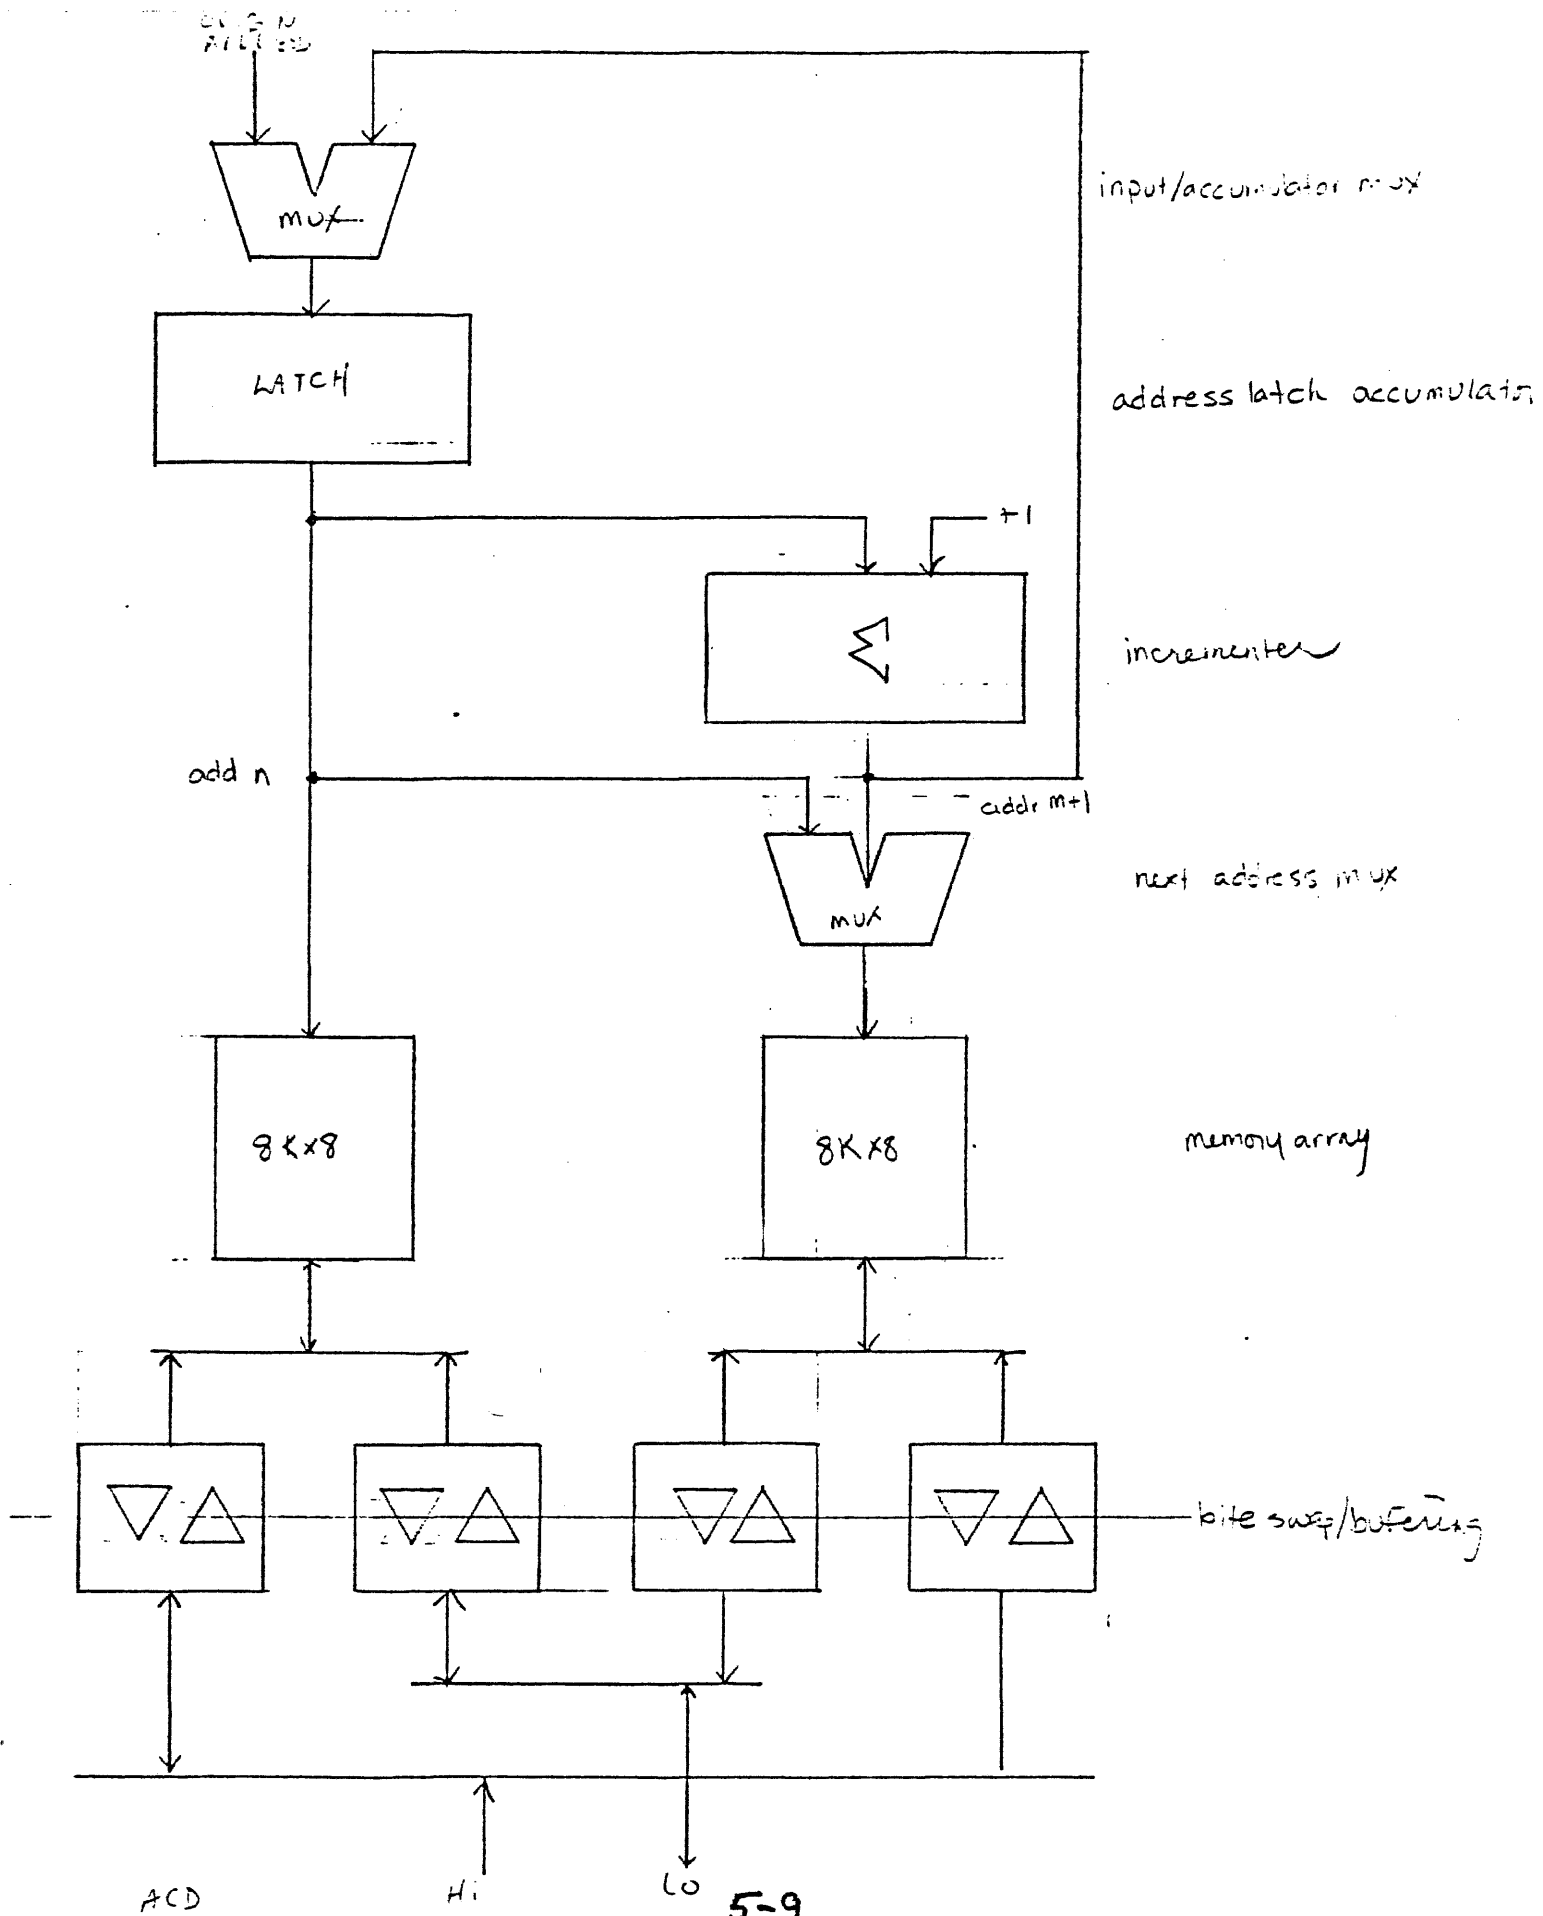 input/accumulator mux
mux
LATCH
address latch accumulator
+1
Σ
incrementer
add n
addr m+1
next address mux
mux
8K x 8
8K x 8
memory array
bite swap/bufering
Hi
Lo
ACD
5-9